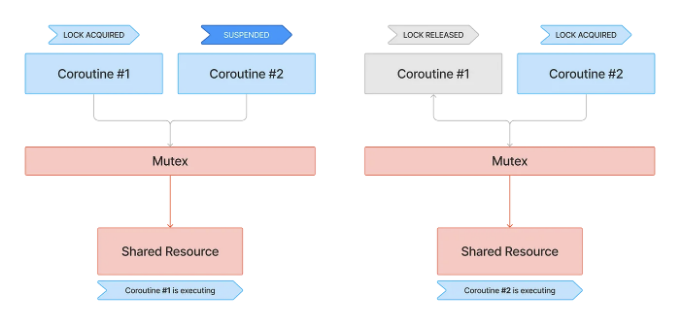 LOCK ACQUIRED
SUSPENDED
Coroutine #1
Coroutine #2
Mutex
Shared Resource
Coroutine #1 is executing
LOCK RELEASED
LOCK ACQUIRED
Coroutine #1
Coroutine #2
Mutex
Shared Resource
Coroutine #2 is executing